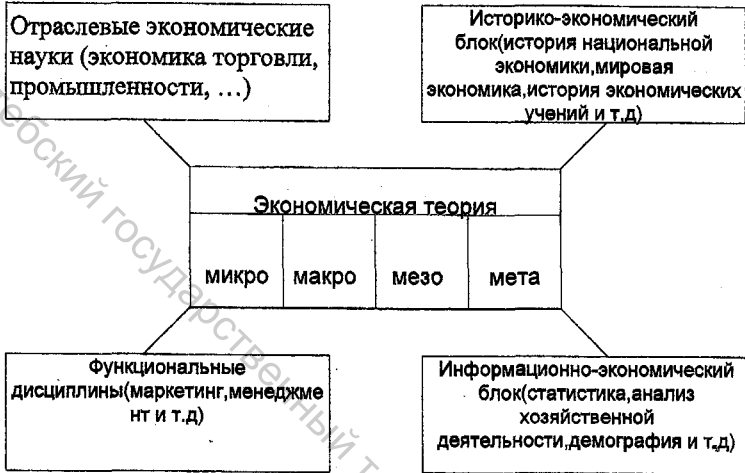 Отраслевые экономические
науки (экономика торговли,
промышленности, ...)
Историко-экономический
блок(история национальной
экономики,мировая
экономика,история экономических
учений и т.д)
Экономическая теория
микро макро мезо мета
Функциональные
дисциплины(маркетинг,менеджме
нт и т.д)
Информационно-экономический
блок(статистика,анализ
хозяйственной
деятельности,демография и т.д)
государственный